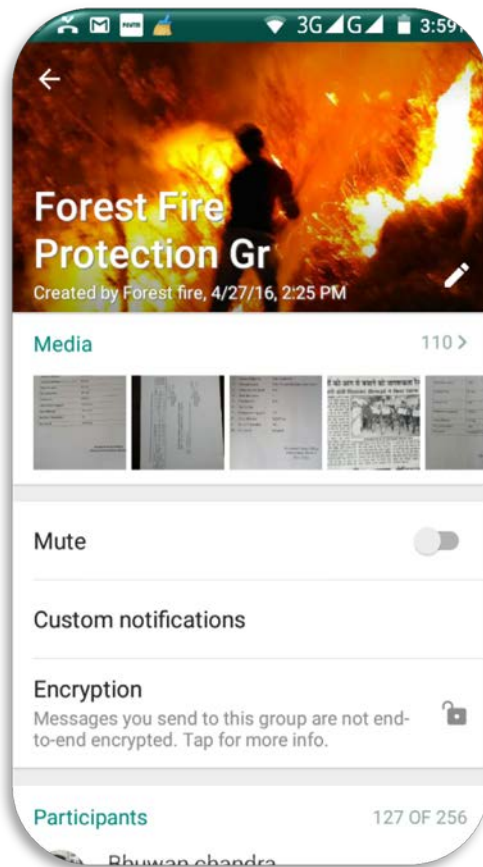 3G G 3:59
Forest Fire
Protection Gr
Created by Forest fire, 4/27/16, 2:25 PM
Media 110 >
Mute
Custom notifications
Encryption
Messages you send to this group are not end-
to-end encrypted. Tap for more info.
Participants 127 OF 256
Bhuwan chandra